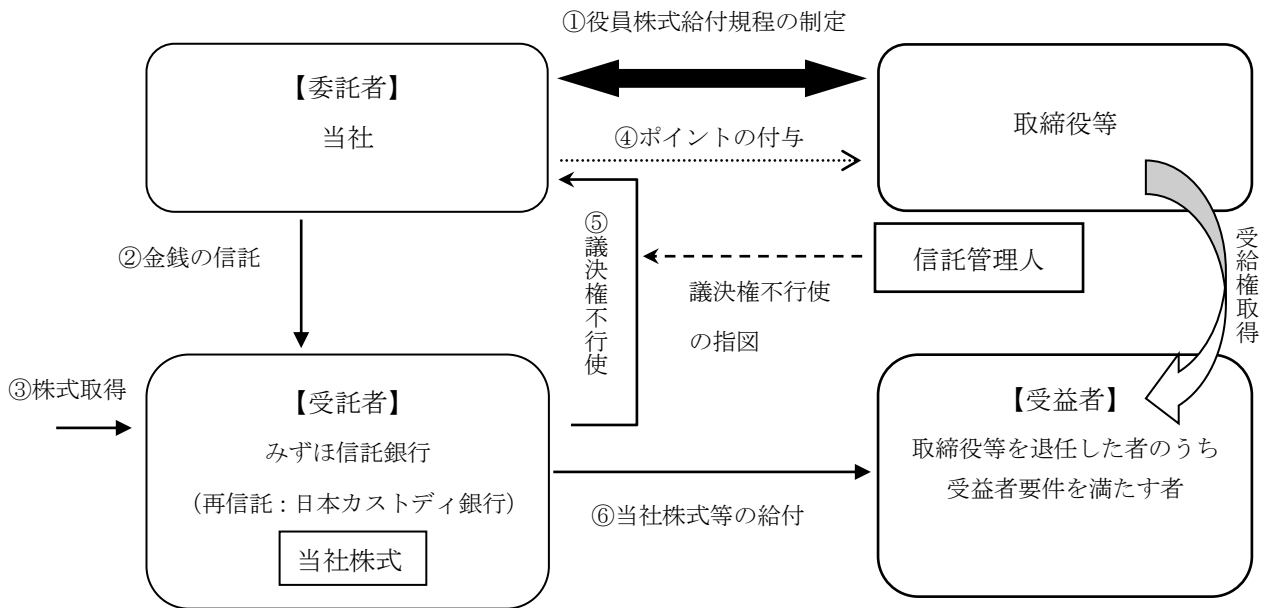 ①役員株式給付規程の制定
【委託者】
当社
取締役等
④ポイントの付与
②金銭の信託
⑤議決権不行使
信託管理人
議決権不行使
の指図
受給権取得
③株式取得
【受託者】
みずほ信託銀行
（再信託：日本カストディ銀行）
当社株式
【受益者】
取締役等を退任した者のうち
受益者要件を満たす者
⑥当社株式等の給付